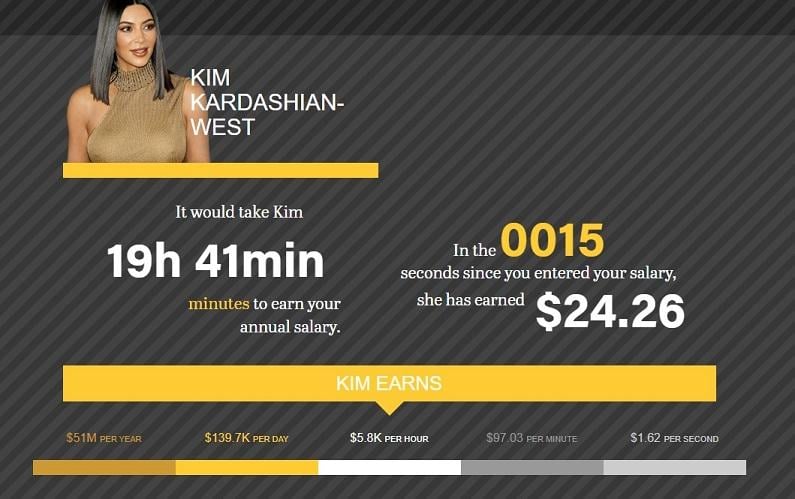 KIM
KARDASHIAN-
WEST
It would take Kim
19h 41min
minutes to earn your
annual salary.
In the 0015
seconds since you entered your salary,
she has earned $24.26
KIM EARNS
$51M PER YEAR
$139.7K PER DAY
$5.8K PER HOUR
$97.03 PER MINUTE
$1.62 PER SECOND